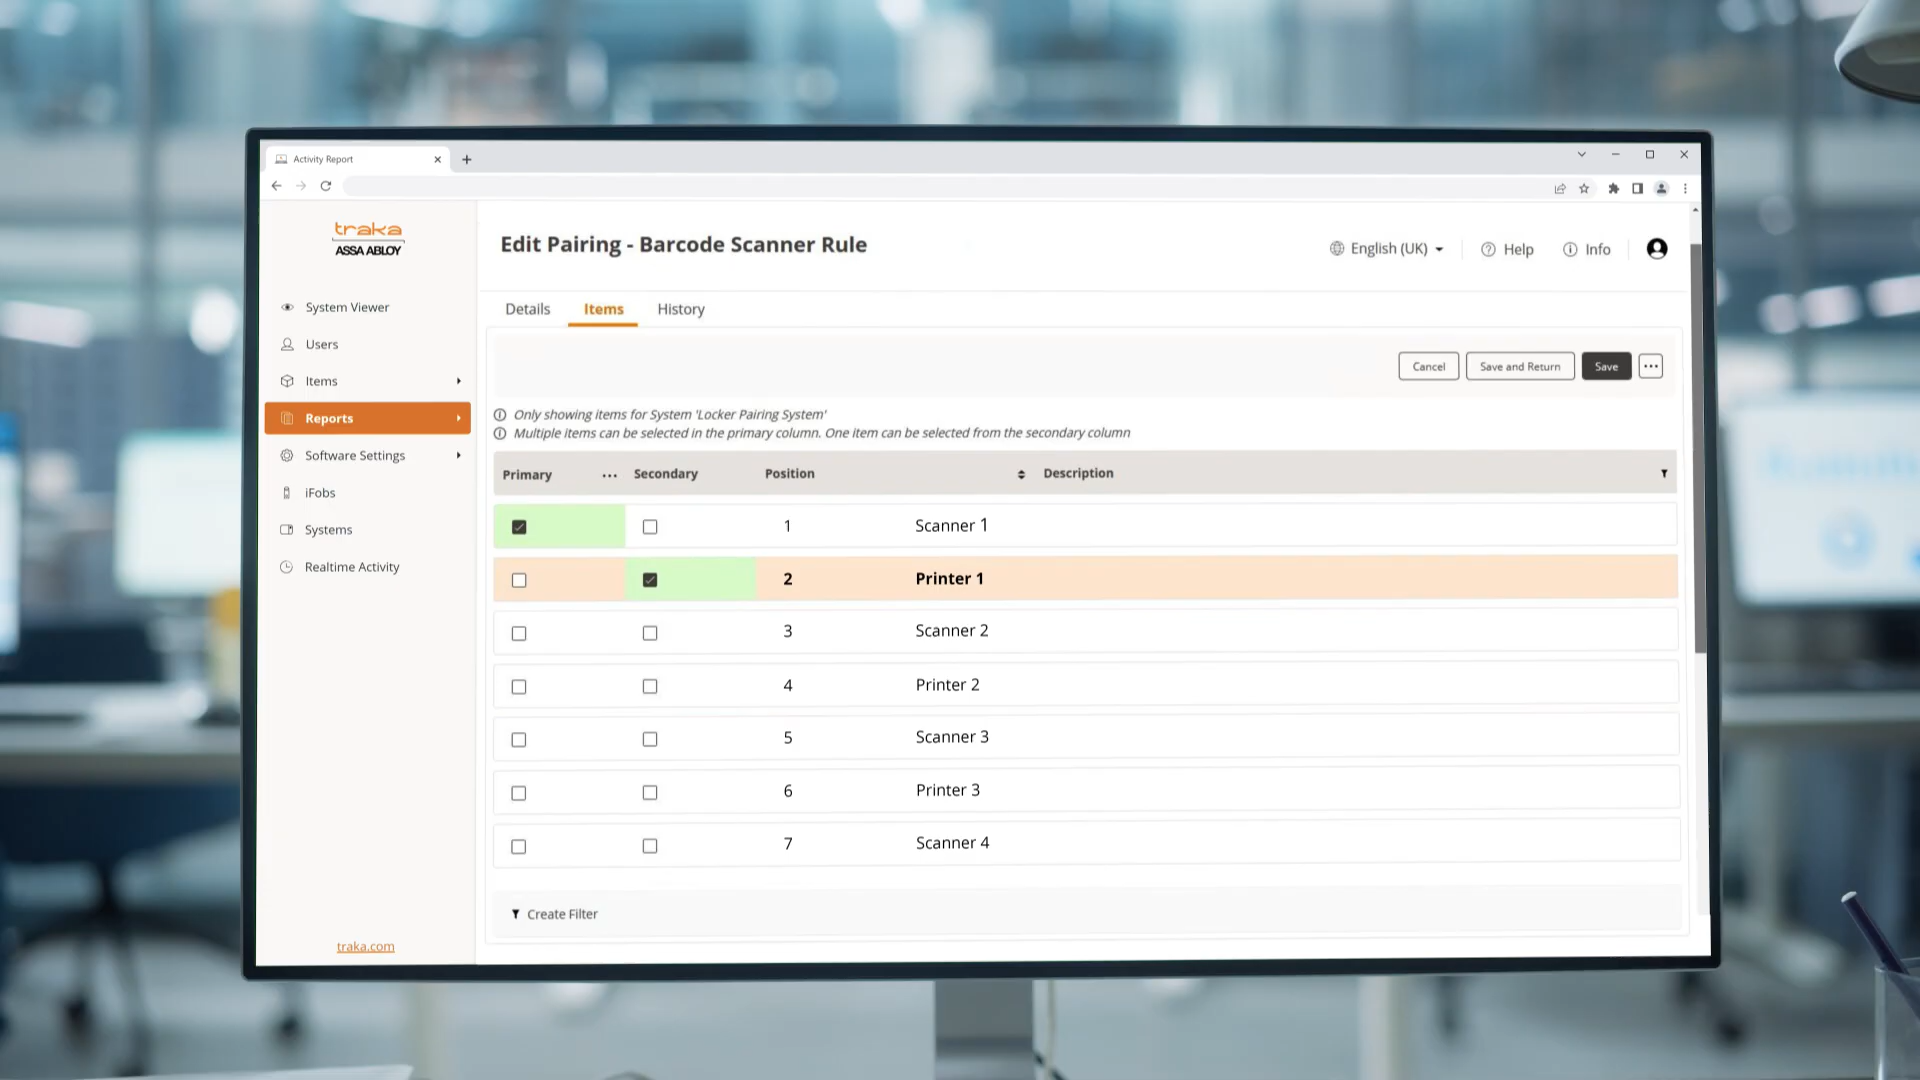 Activity Report
traka
ASSA ABLOY
System Viewer
Users
Items
Reports
Software Settings
iFobs
Systems
Realtime Activity
traka.com
Edit Pairing - Barcode Scanner Rule
English (UK)
Help
Info
Details Items History
Cancel Save and Return Save
Only showing items for System 'Locker Pairing System'
Multiple items can be selected in the primary column. One item can be selected from the secondary column
Primary Secondary Position Description
1 Scanner 1
2 Printer 1
3 Scanner 2
4 Printer 2
5 Scanner 3
6 Printer 3
7 Scanner 4
Create Filter